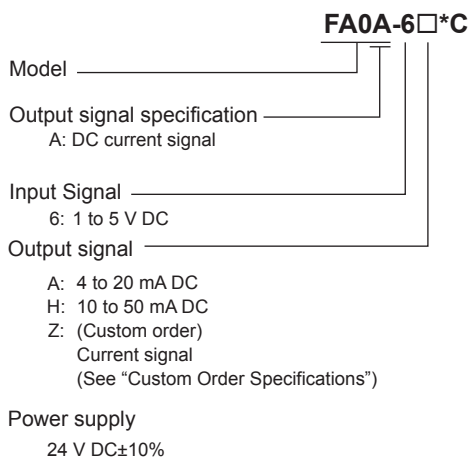 FA0A-6□*C
Model
Output signal specification
A: DC current signal
Input Signal
6: 1 to 5 V DC
Output signal
A: 4 to 20 mA DC
H: 10 to 50 mA DC
Z: (Custom order)
Current signal
(See “Custom Order Specifications”)
Power supply
24 V DC±10%